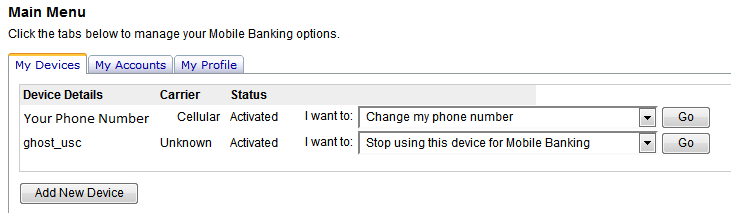 Main Menu
Click the tabs below to manage your Mobile Banking options.
My Devices My Accounts My Profile
Device Details Carrier Status
Your Phone Number Cellular Activated I want to: Change my phone number Go
ghost_usc Unknown Activated I want to: Stop using this device for Mobile Banking Go
Add New Device